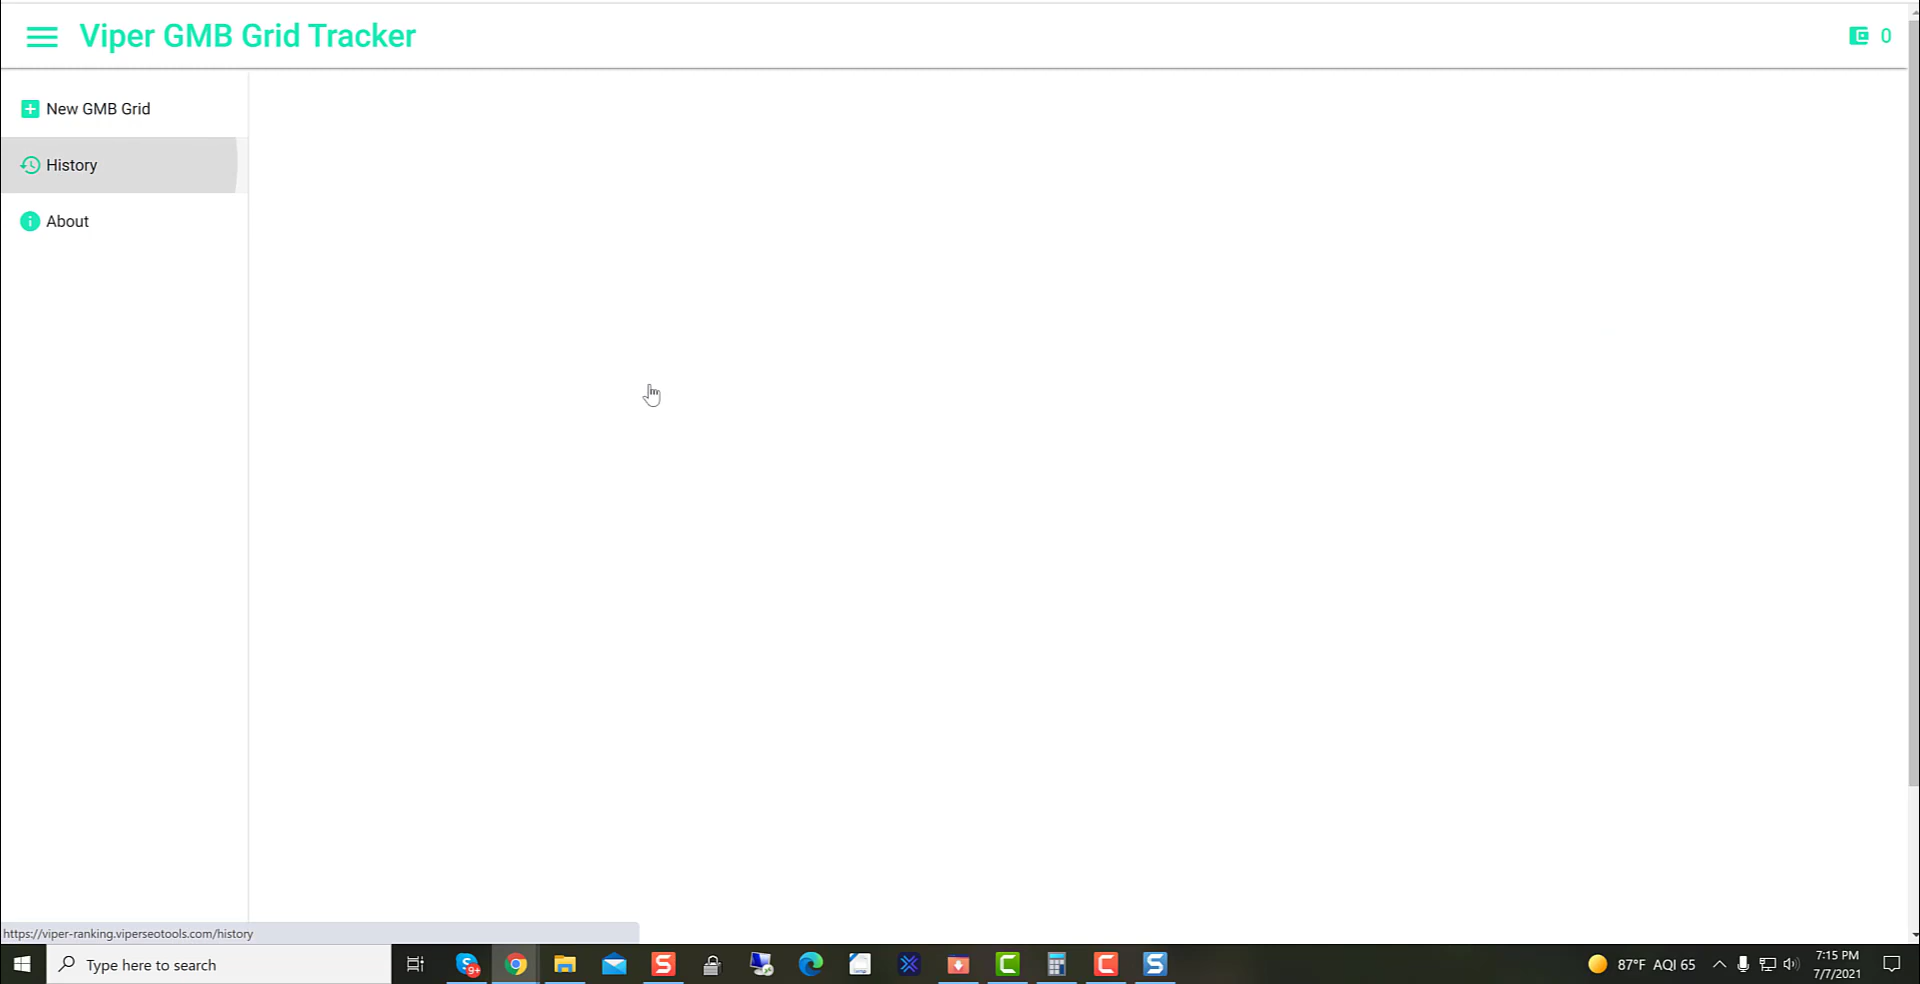 Viper GMB Grid Tracker
0
New GMB Grid
History
About
https://viper-ranking.viperseotools.com/history
Type here to search
9+
87°F AQI 65
7:15 PM
7/7/2021